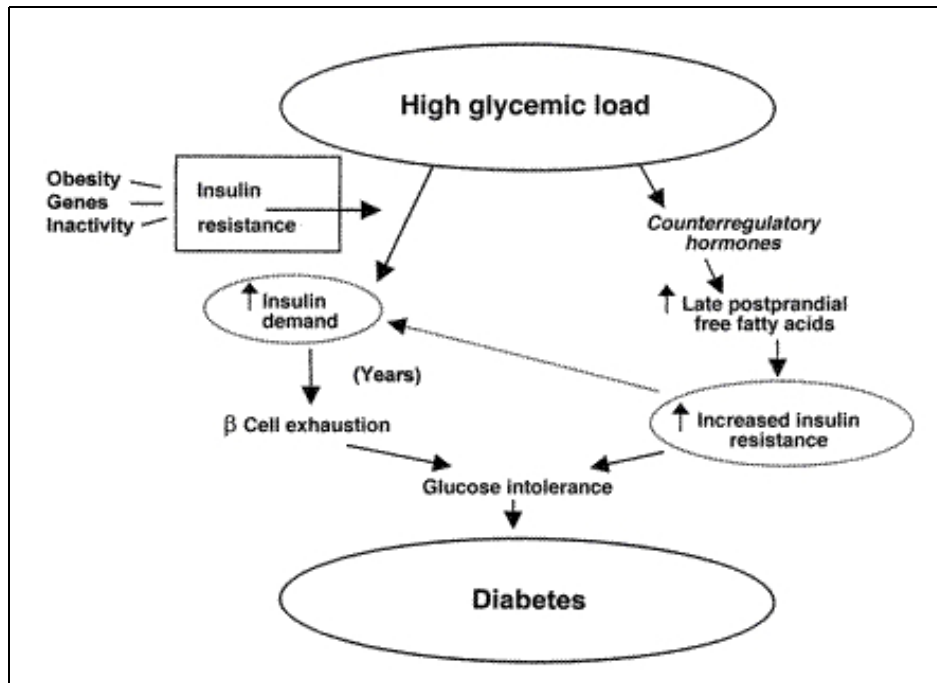 High glycemic load
Obesity
Genes
Inactivity
Insulin
resistance
Counterregulatory
hormones
↑ Insulin
demand
↑ Late postprandial
free fatty acids
(Years)
β Cell exhaustion
↑ Increased insulin
resistance
Glucose intolerance
Diabetes